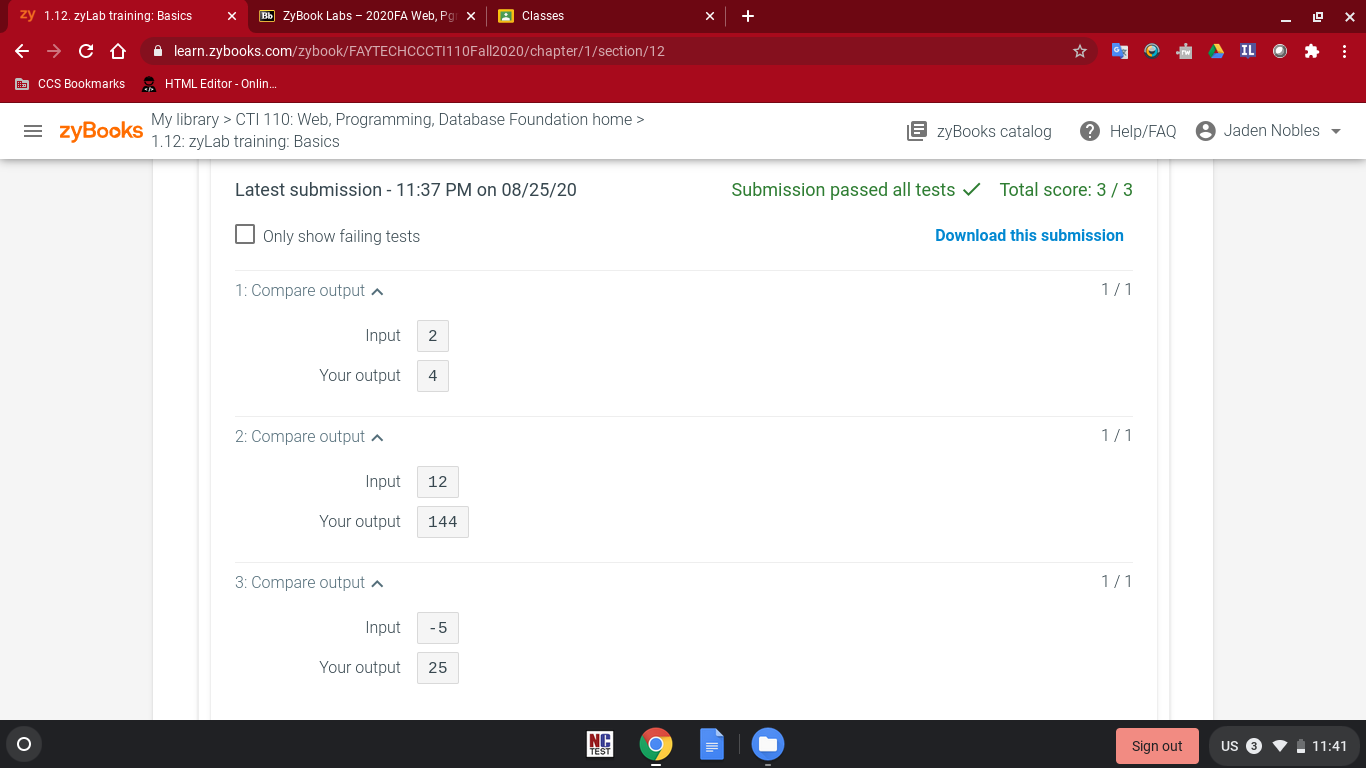 zy 1.12. zyLab training: Basics
Bb ZyBook Labs – 2020FA Web, Pg
Classes
learn.zybooks.com/zybook/FAYTECHCCCTI110Fall2020/chapter/1/section/12
CCS Bookmarks
HTML Editor - Onlin...
zyBooks
My library > CTI 110: Web, Programming, Database Foundation home >
1.12: zyLab training: Basics
zyBooks catalog
Help/FAQ
Jaden Nobles
Latest submission - 11:37 PM on 08/25/20
Submission passed all tests
Total score: 3 / 3
Only show failing tests
Download this submission
1: Compare output
1 / 1
Input 2
Your output 4
2: Compare output
1 / 1
Input 12
Your output 144
3: Compare output
1 / 1
Input -5
Your output 25
NC
TEST
Sign out
US 3 11:41